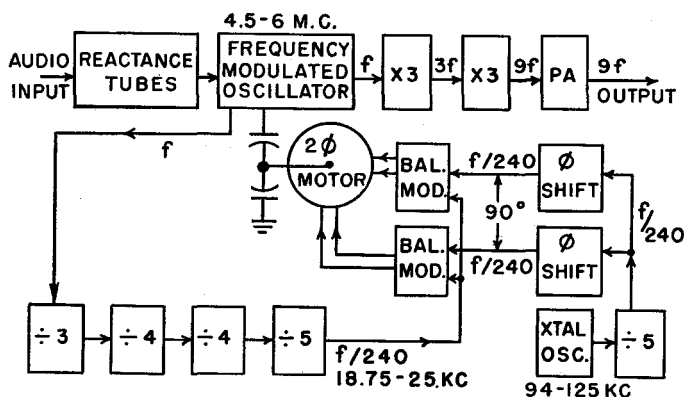 4.5-6 M.C.
AUDIO
INPUT
REACTANCE
TUBES
FREQUENCY
MODULATED
OSCILLATOR
f
X3
3f
X3
9f
PA
9f
OUTPUT
f
2Ø
MOTOR
BAL.
MOD.
f/240
Ø
SHIFT
90°
f/240
BAL.
MOD.
f/240
Ø
SHIFT
÷3
÷4
÷4
÷5
f/240
18.75-25.KC
XTAL
OSC.
÷5
94-125 KC